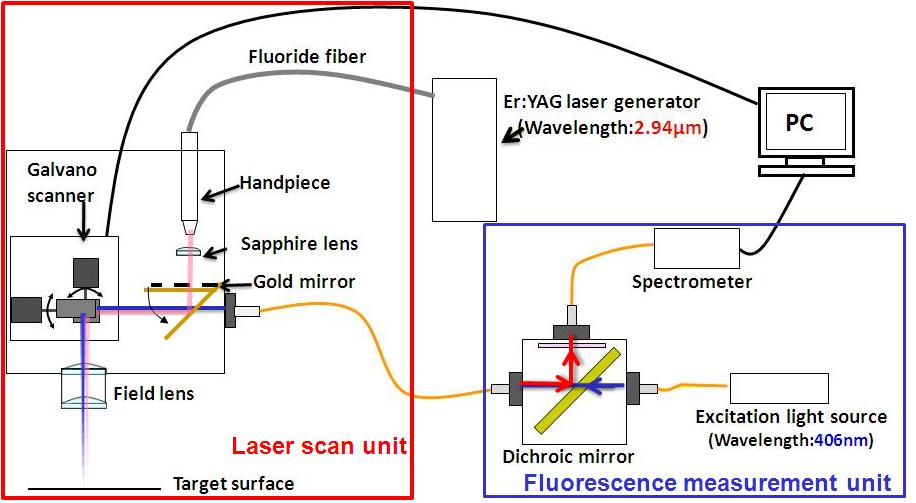 Fluoride fiber
Er:YAG laser generator
(Wavelength:2.94µm)
PC
Galvano
scanner
Handpiece
Sapphire lens
Gold mirror
Spectrometer
Field lens
Excitation light source
(Wavelength:406nm)
Laser scan unit
Dichroic mirror
Target surface
Fluorescence measurement unit